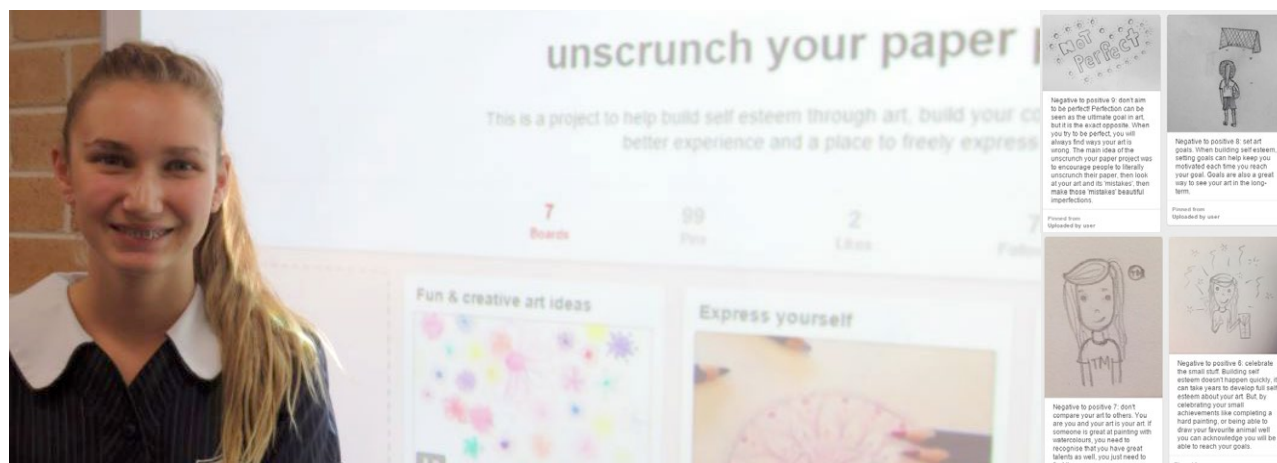 unscrunch your paper
This is a project to help build self esteem through art, build your
better experience and a place to freely express
7
Boards
99
Pins
2
Likes
7
Fun & creative art ideas
Express yourself
NOT
Perfect
Negative to positive 9: don't aim
to be perfect! Perfection can be
seen as the ultimate goal in art,
but it is the exact opposite. When
you try to be perfect, you will
always find ways your art is
wrong. The main idea of the
unscrunch your paper project was
to encourage people to literally
unscrunch their paper, then look
at your art and its 'mistakes', then
make those 'mistakes' beautiful
imperfections.
Pinned from
Uploaded by user
Negative to positive 8: set art
goals. When building self esteem,
setting goals can help keep you
motivated each time you reach
your goal. Goals are also a great
way to see your art in the long-
term.
Pinned from
Uploaded by user
TM
Negative to positive 7: don't
compare your art to others. You
are you and your art is your art. If
someone is great at painting with
watercolours, you need to
recognise that you have great
talents as well, you just need to
Negative to positive 6: celebrate
the small stuff. Building self
esteem doesn't happen quickly, it
can take years to develop full self
esteem about your art. But, by
celebrating your small
achievements like completing a
hard painting, or being able to
draw your favourite animal well
you can acknowledge you will be
able to reach your goals.